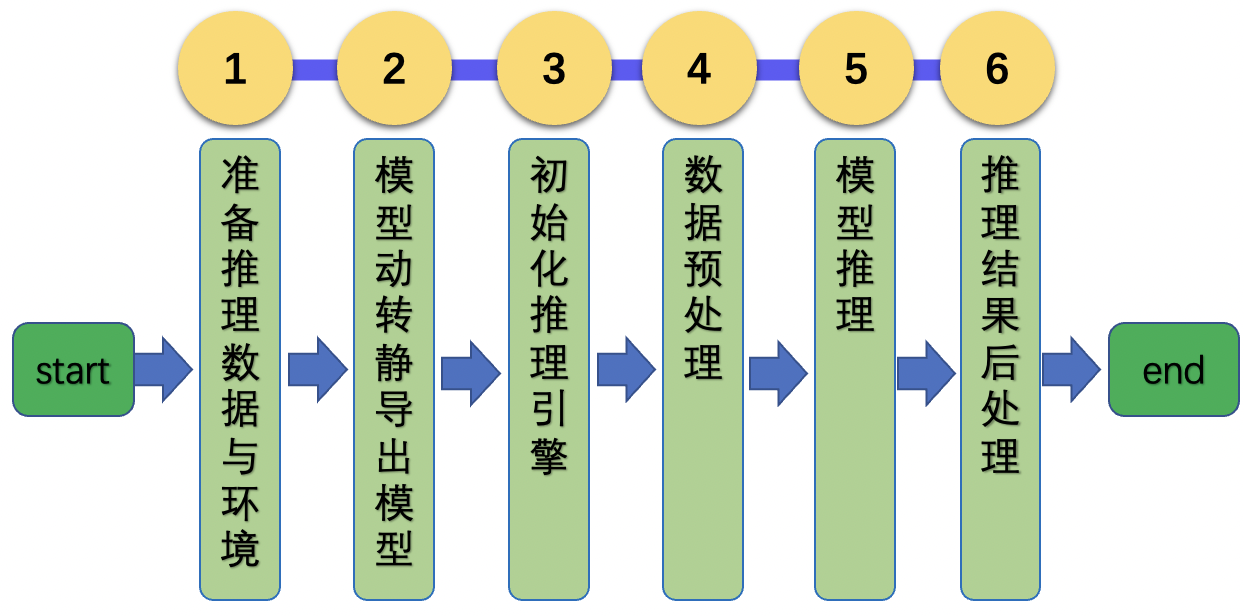 1
2
3
4
5
6
start
准备推理数据与环境
模型动转静导出模型
初始化推理引擎
数据预处理
模型推理
推理结果后处理
end